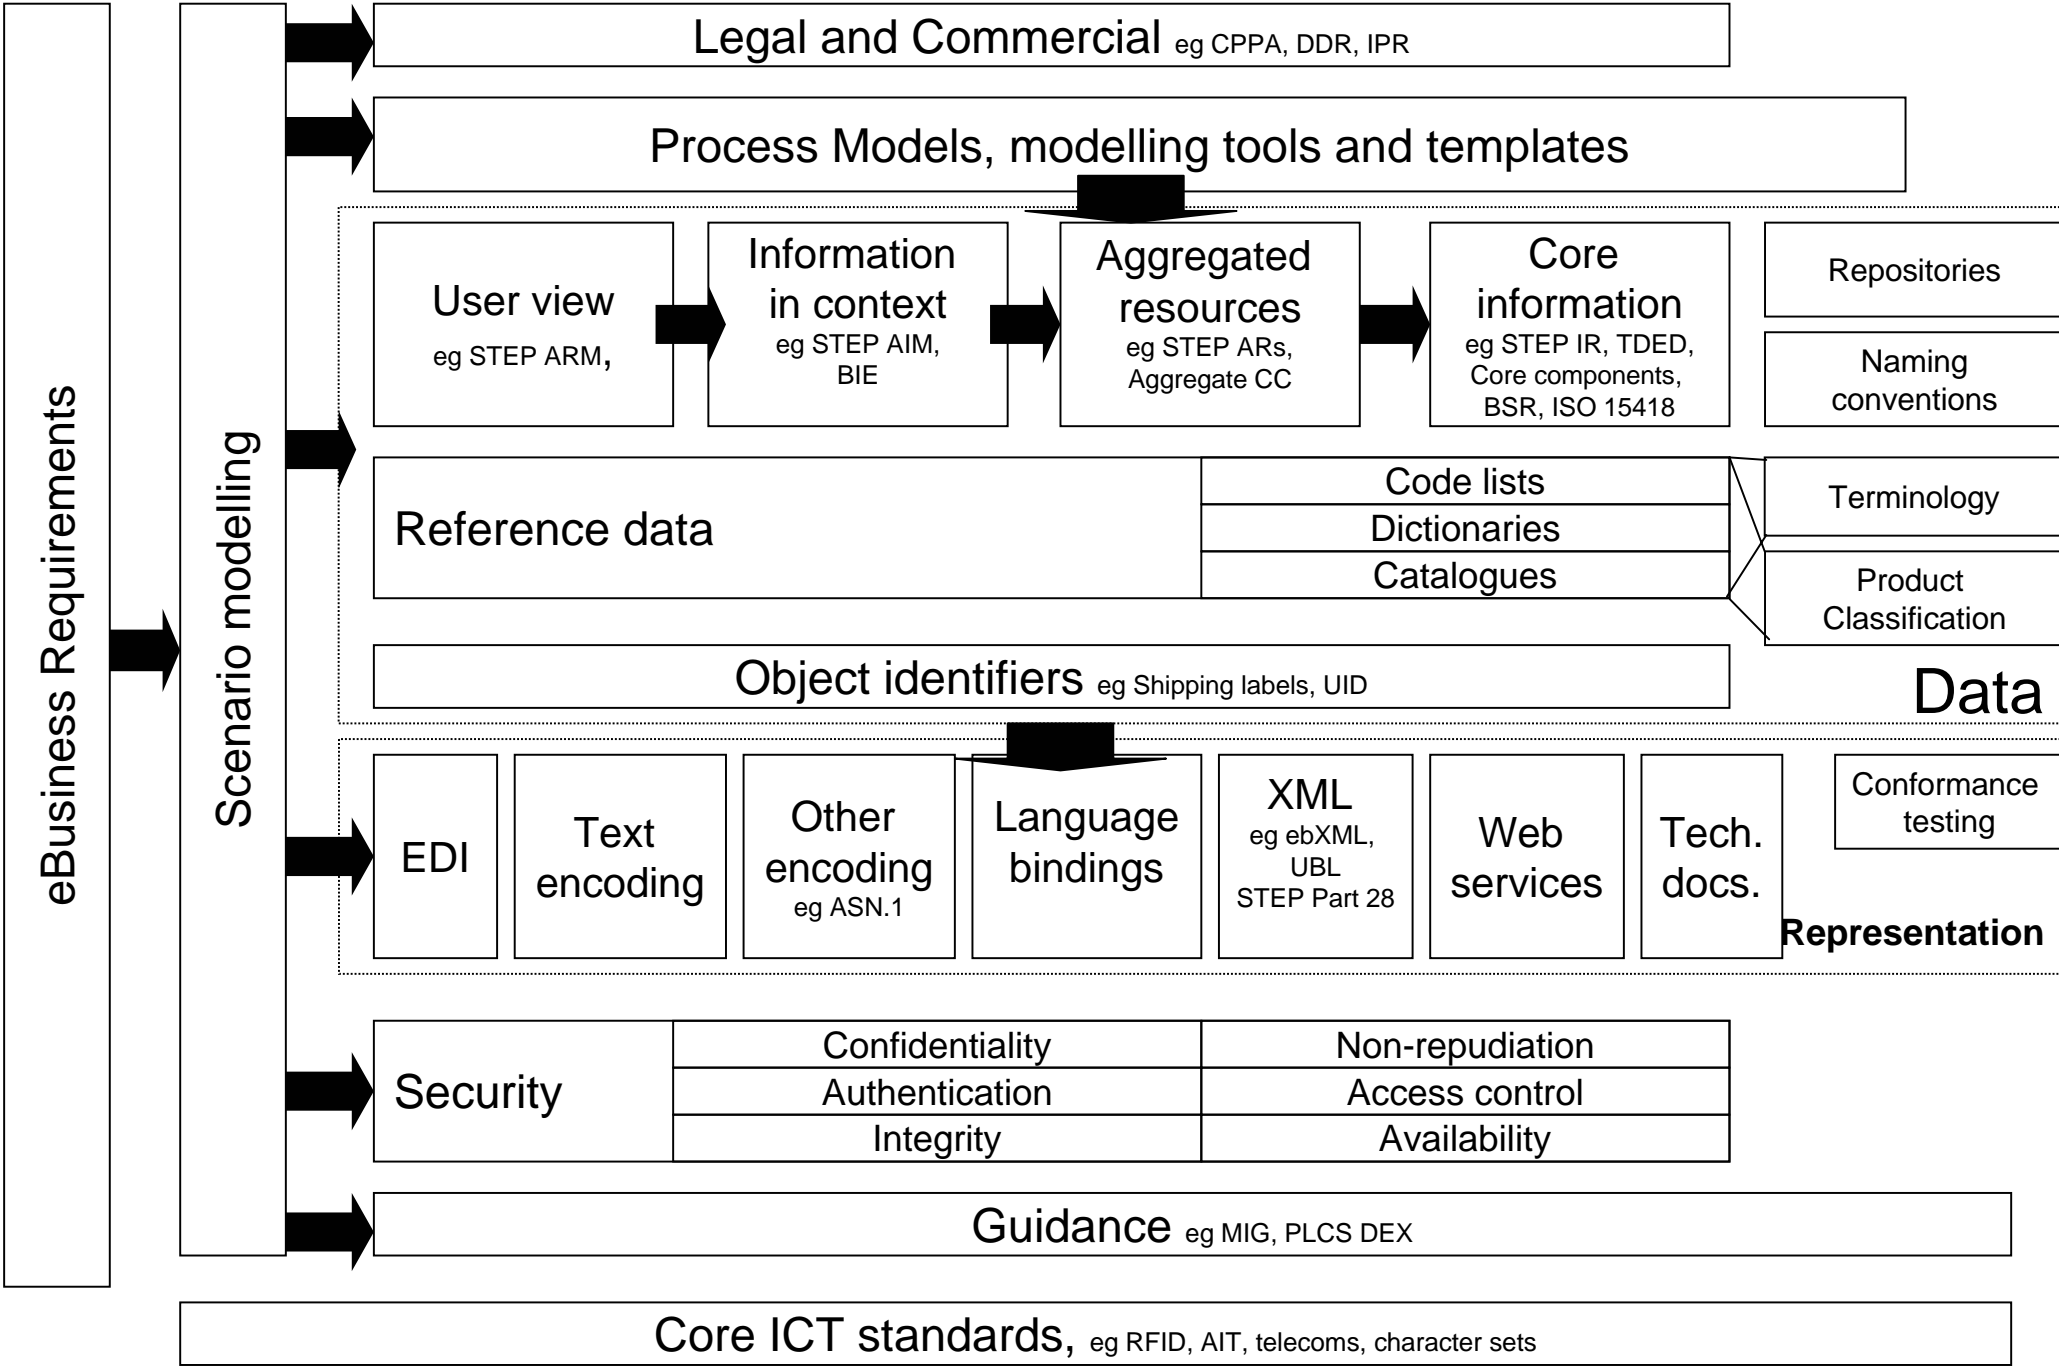 eBusiness Requirements
Scenario modelling
Legal and Commercial eg CPPA, DDR, IPR
Process Models, modelling tools and templates
User view
eg STEP ARM,
Information
in context
eg STEP AIM,
BIE
Aggregated
resources
eg STEP ARs,
Aggregate CC
Core
information
eg STEP IR, TDED,
Core components,
BSR, ISO 15418
Repositories
Naming
conventions
Reference data
Code lists
Dictionaries
Catalogues
Terminology
Product
Classification
Object identifiers eg Shipping labels, UID
Data
EDI
Text
encoding
Other
encoding
eg ASN.1
Language
bindings
XML
eg ebXML,
UBL
STEP Part 28
Web
services
Tech.
docs.
Conformance
testing
Representation
Security
Confidentiality
Non-repudiation
Authentication
Access control
Integrity
Availability
Guidance eg MIG, PLCS DEX
Core ICT standards, eg RFID, AIT, telecoms, character sets